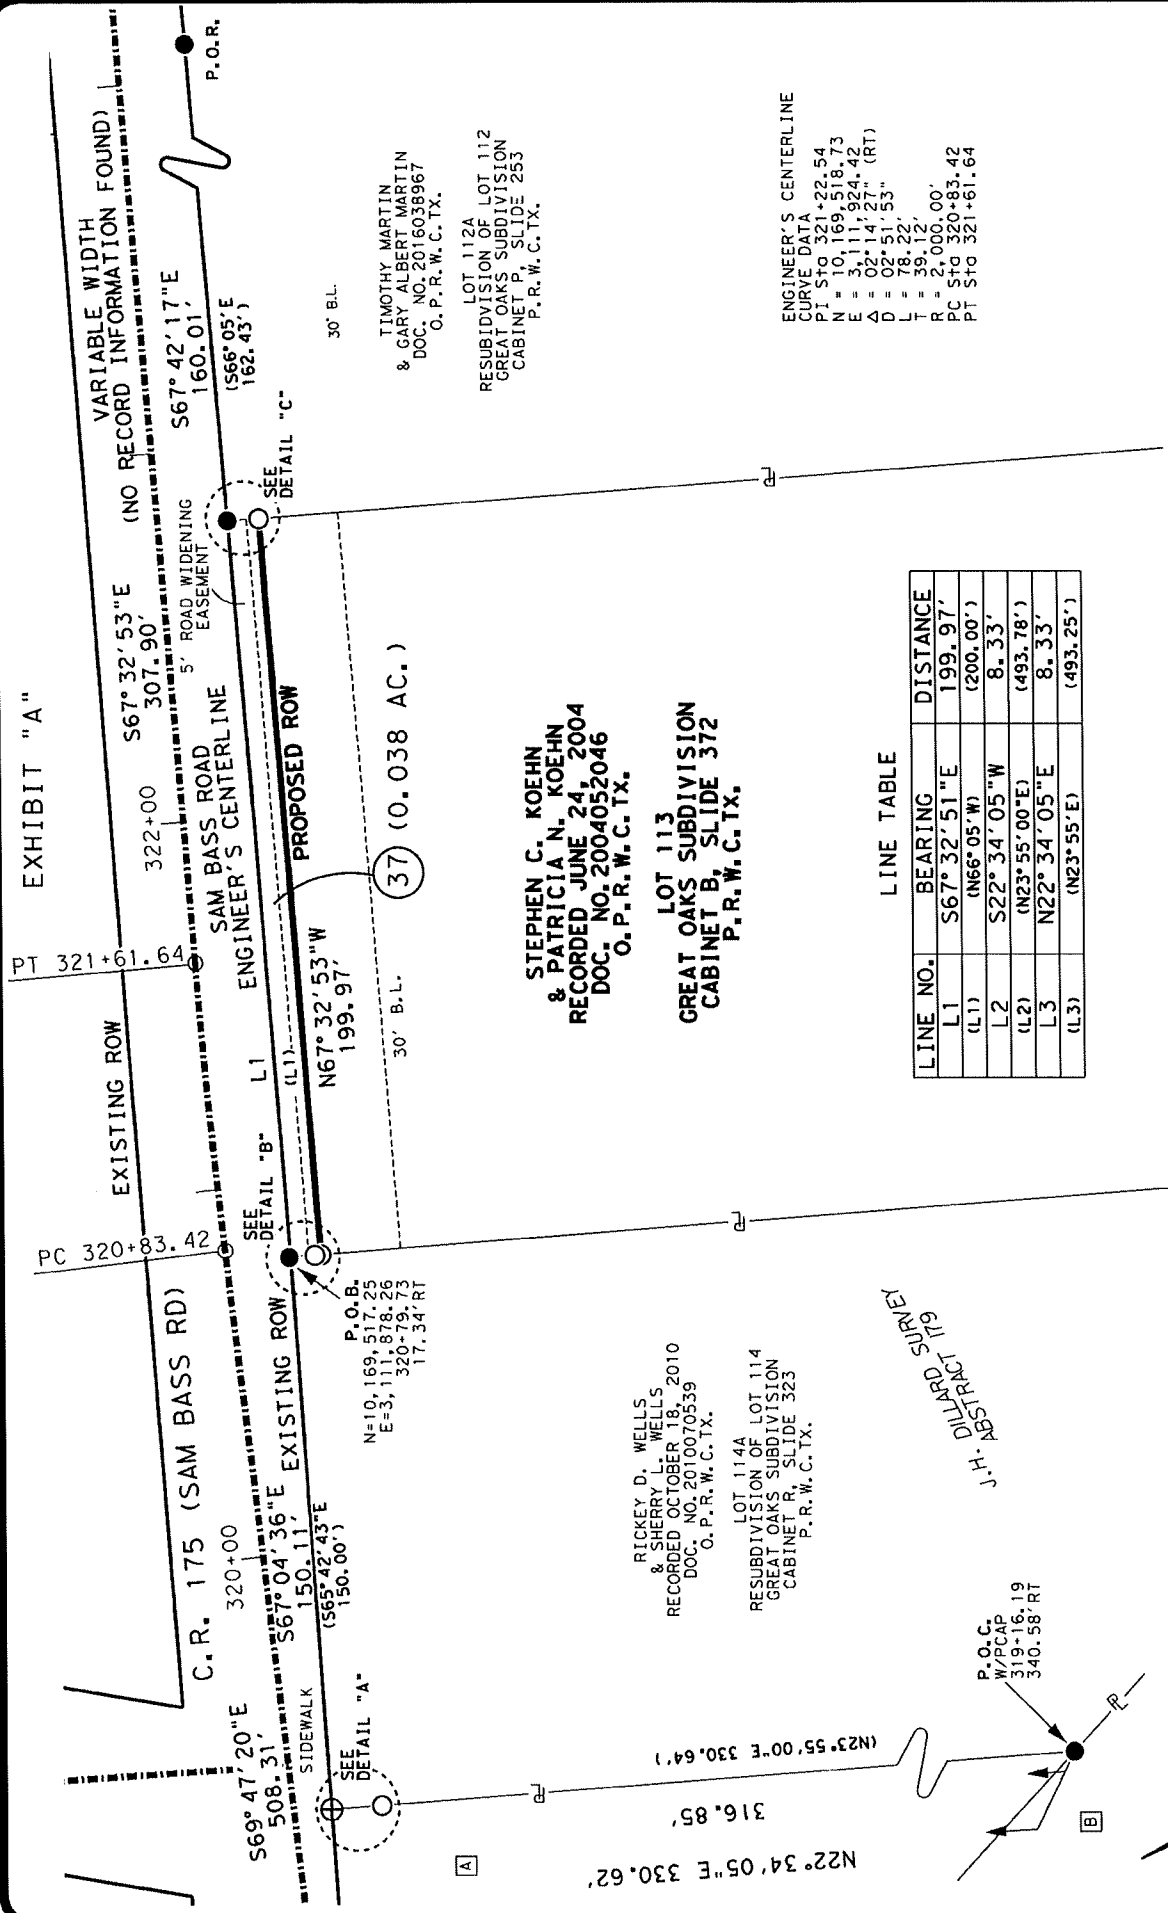 EXHIBIT "A"
EXISTING ROW
PT 321+61.64
PC 320+83.42
S67°32'53"E
307.90'
VARIABLE WIDTH
(NO RECORD INFORMATION FOUND)
322+00
C.R. 175 (SAM BASS RD)
320+00
S69°47'20"E
508.31'
SAM BASS ROAD
ENGINEER'S CENTERLINE
5' ROAD WIDENING
EASEMENT
S67°42'17"E
160.01'
(S66°05'E
162.43')
P.O.R.
SEE
DETAIL "C"
SEE
DETAIL "B"
L1
(L1)
PROPOSED ROW
N67°32'53"W
199.97'
37 (0.038 AC.)
30' B.L.
30' B.L.
S67°04'36"E
150.11'
(S65°42'43"E
150.00')
EXISTING ROW
SIDEWALK
SEE
DETAIL "A"
P.O.B.
N=10,169,517.25
E=3,111,878.26
320+79.73
17.34'RT
TIMOTHY MARTIN
& GARY ALBERT MARTIN
DOC. NO.2016038967
O.P.R.W.C.TX.
LOT 112A
RESUBIDVISION OF LOT 112
GREAT OAKS SUBDIVISION
CABINET P, SLIDE 253
P.R.W.C.TX.
STEPHEN C. KOEHN
& PATRICIA N. KOEHN
RECORDED JUNE 24, 2004
DOC. NO.2004052046
O.P.R.W.C.TX.
LOT 113
GREAT OAKS SUBDIVISION
CABINET B, SLIDE 372
P.R.W.C.TX.
RICKEY D. WELLS
& SHERRY L. WELLS
RECORDED OCTOBER 18, 2010
DOC. NO.2010070539
O.P.R.W.C.TX.
LOT 114A
RESUBDIVISION OF LOT 114
GREAT OAKS SUBDIVISION
CABINET R, SLIDE 323
P.R.W.C.TX.
PL
PL
PL
PL
ENGINEER'S CENTERLINE
CURVE DATA
PI Sta 321+22.54
N = 10,169,518.73
E = 3,111,924.42
Δ = 02°14'27" (RT)
D = 02°51'53"
L = 78.22'
T = 39.12'
R = 2,000.00'
PC Sta 320+83.42
PT Sta 321+61.64
LINE TABLE
LINE NO. BEARING DISTANCE
L1 S67°32'51"E 199.97'
(L1) (N66°05'W) (200.00')
L2 S22°34'05"W 8.33'
(L2) (N23°55'00"E) (493.78')
L3 N22°34'05"E 8.33'
(L3) (N23°55'E) (493.25')
J.H. DILLARD SURVEY
ABSTRACT 179
A
N22°34'05"E 330.62'
316.85'
(N23°55'00"E 330.64')
P.O.C.
W/PCAP
319+16.19
340.58'RT
B